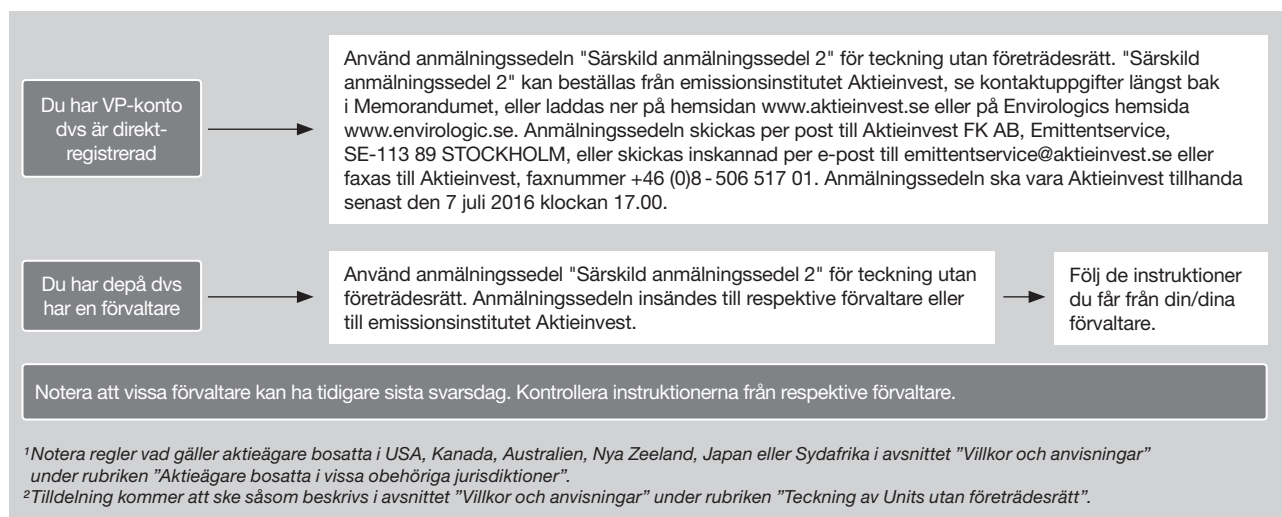 Du har VP-konto
dvs är direkt-
registrerad
Använd anmälningssedeln "Särskild anmälningssedel 2" för teckning utan företrädesrätt. "Särskild
anmälningssedel 2" kan beställas från emissionsinstitutet Aktieinvest, se kontaktuppgifter längst bak
i Memorandumet, eller laddas ner på hemsidan www.aktieinvest.se eller på Envirologics hemsida
www.envirologic.se. Anmälningssedeln skickas per post till Aktieinvest FK AB, Emittentservice,
SE-113 89 STOCKHOLM, eller skickas inskannad per e-post till emittentservice@aktieinvest.se eller
faxas till Aktieinvest, faxnummer +46 (0)8 - 506 517 01. Anmälningssedeln ska vara Aktieinvest tillhanda
senast den 7 juli 2016 klockan 17.00.
Du har depå dvs
har en förvaltare
Använd anmälningssedel "Särskild anmälningssedel 2" för teckning utan
företrädesrätt. Anmälningssedeln insändes till respektive förvaltare eller
till emissionsinstitutet Aktieinvest.
Följ de instruktioner
du får från din/dina
förvaltare.
Notera att vissa förvaltare kan ha tidigare sista svarsdag. Kontrollera instruktionerna från respektive förvaltare.
¹Notera regler vad gäller aktieägare bosatta i USA, Kanada, Australien, Nya Zeeland, Japan eller Sydafrika i avsnittet ”Villkor och anvisningar”
under rubriken ”Aktieägare bosatta i vissa obehöriga jurisdiktioner”.
²Tilldelning kommer att ske såsom beskrivs i avsnittet ”Villkor och anvisningar” under rubriken ”Teckning av Units utan företrädesrätt”.